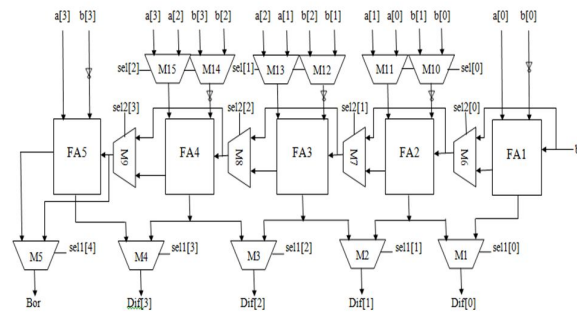 a[3] a[2] b[3] b[2] a[2] a[1] b[2] b[1] a[1] a[0] b[1] b[0]
a[3] b[3] a[0] b[0]
sel[2] M15 M14 sel[1] M13 M12 M11 M10 sel[0]
sel2[3] sel2[2] sel2[1] sel2[0]
FA5 M9 FA4 M8 FA3 M7 FA2 M6 FA1
M5 sel1[4] M4 sel1[3] M3 sel1[2] M2 sel1[1] M1 sel1[0]
Bor Dif[3] Dif[2] Dif[1] Dif[0]